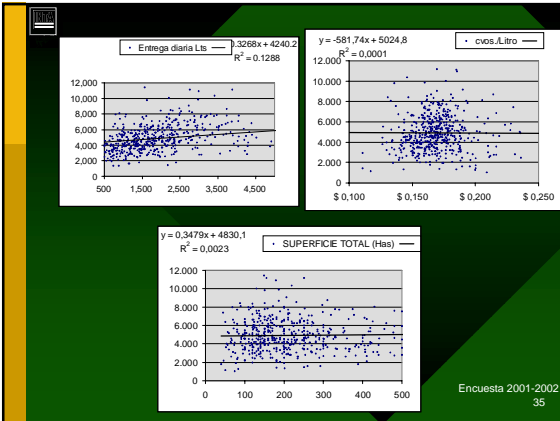 Entrega diaria Lts
0.3268x + 4240.2
R² = 0.1288
12,000
10,000
8,000
6,000
4,000
2,000
0
500 1,500 2,500 3,500 4,500
y = -581,74x + 5024,8
R² = 0,0001
cvos./Litro
12.000
10.000
8.000
6.000
4.000
2.000
0
$ 0,100 $ 0,150 $ 0,200 $ 0,250
y = 0,3479x + 4830,1
R² = 0,0023
SUPERFICIE TOTAL (Has)
12.000
10.000
8.000
6.000
4.000
2.000
0
0 100 200 300 400 500
Encuesta 2001-2002
35